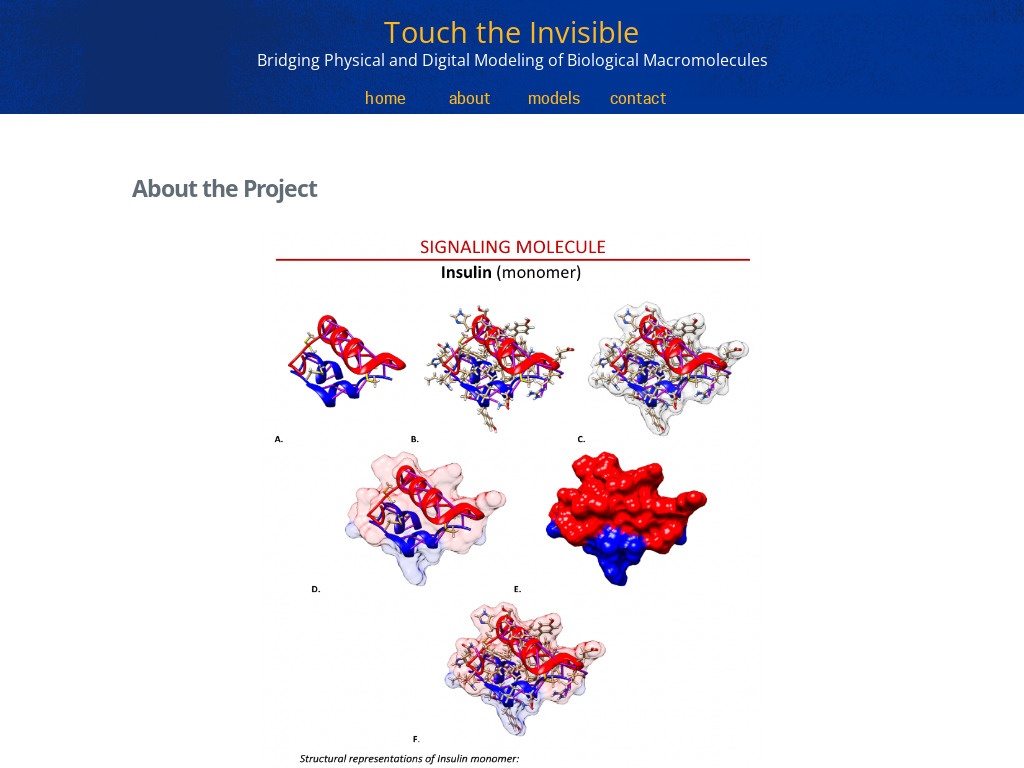 Touch the Invisible
Bridging Physical and Digital Modeling of Biological Macromolecules
home about models contact
About the Project
SIGNALING MOLECULE
Insulin (monomer)
A. B. C.
D. E.
F.
Structural representations of Insulin monomer: